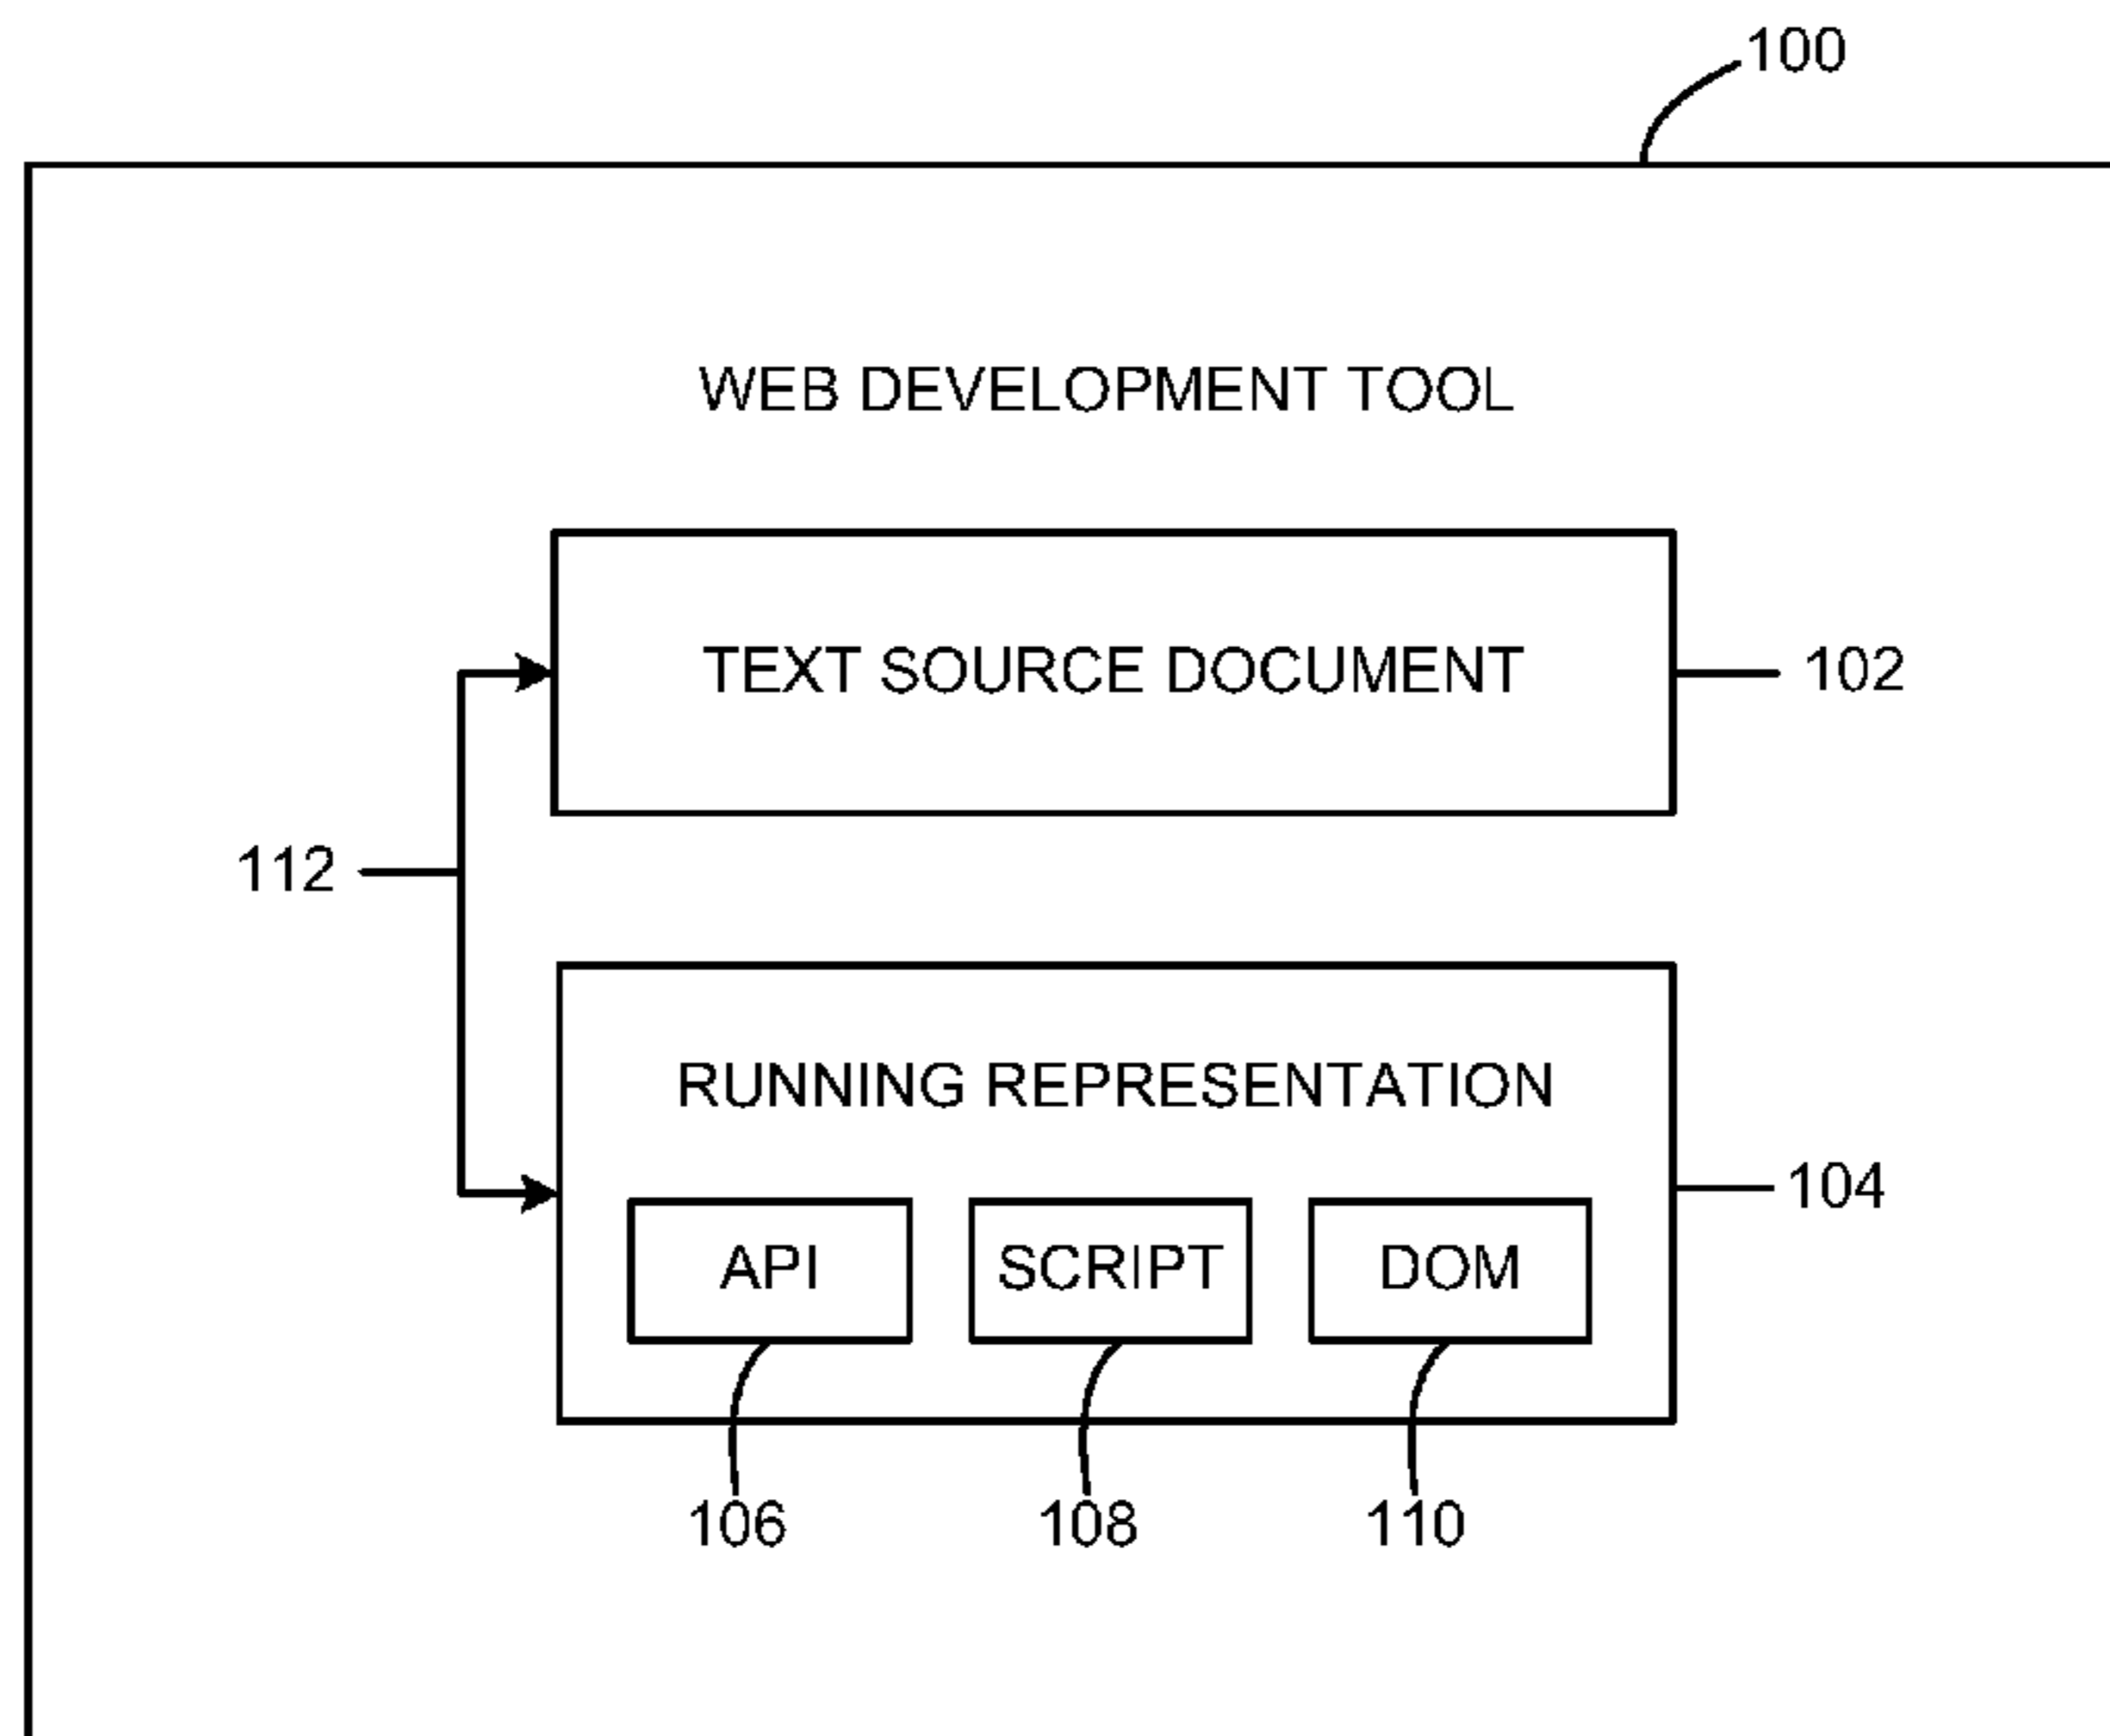 100
WEB DEVELOPMENT TOOL
TEXT SOURCE DOCUMENT
102
112
RUNNING REPRESENTATION
104
API SCRIPT DOM
106 108 110